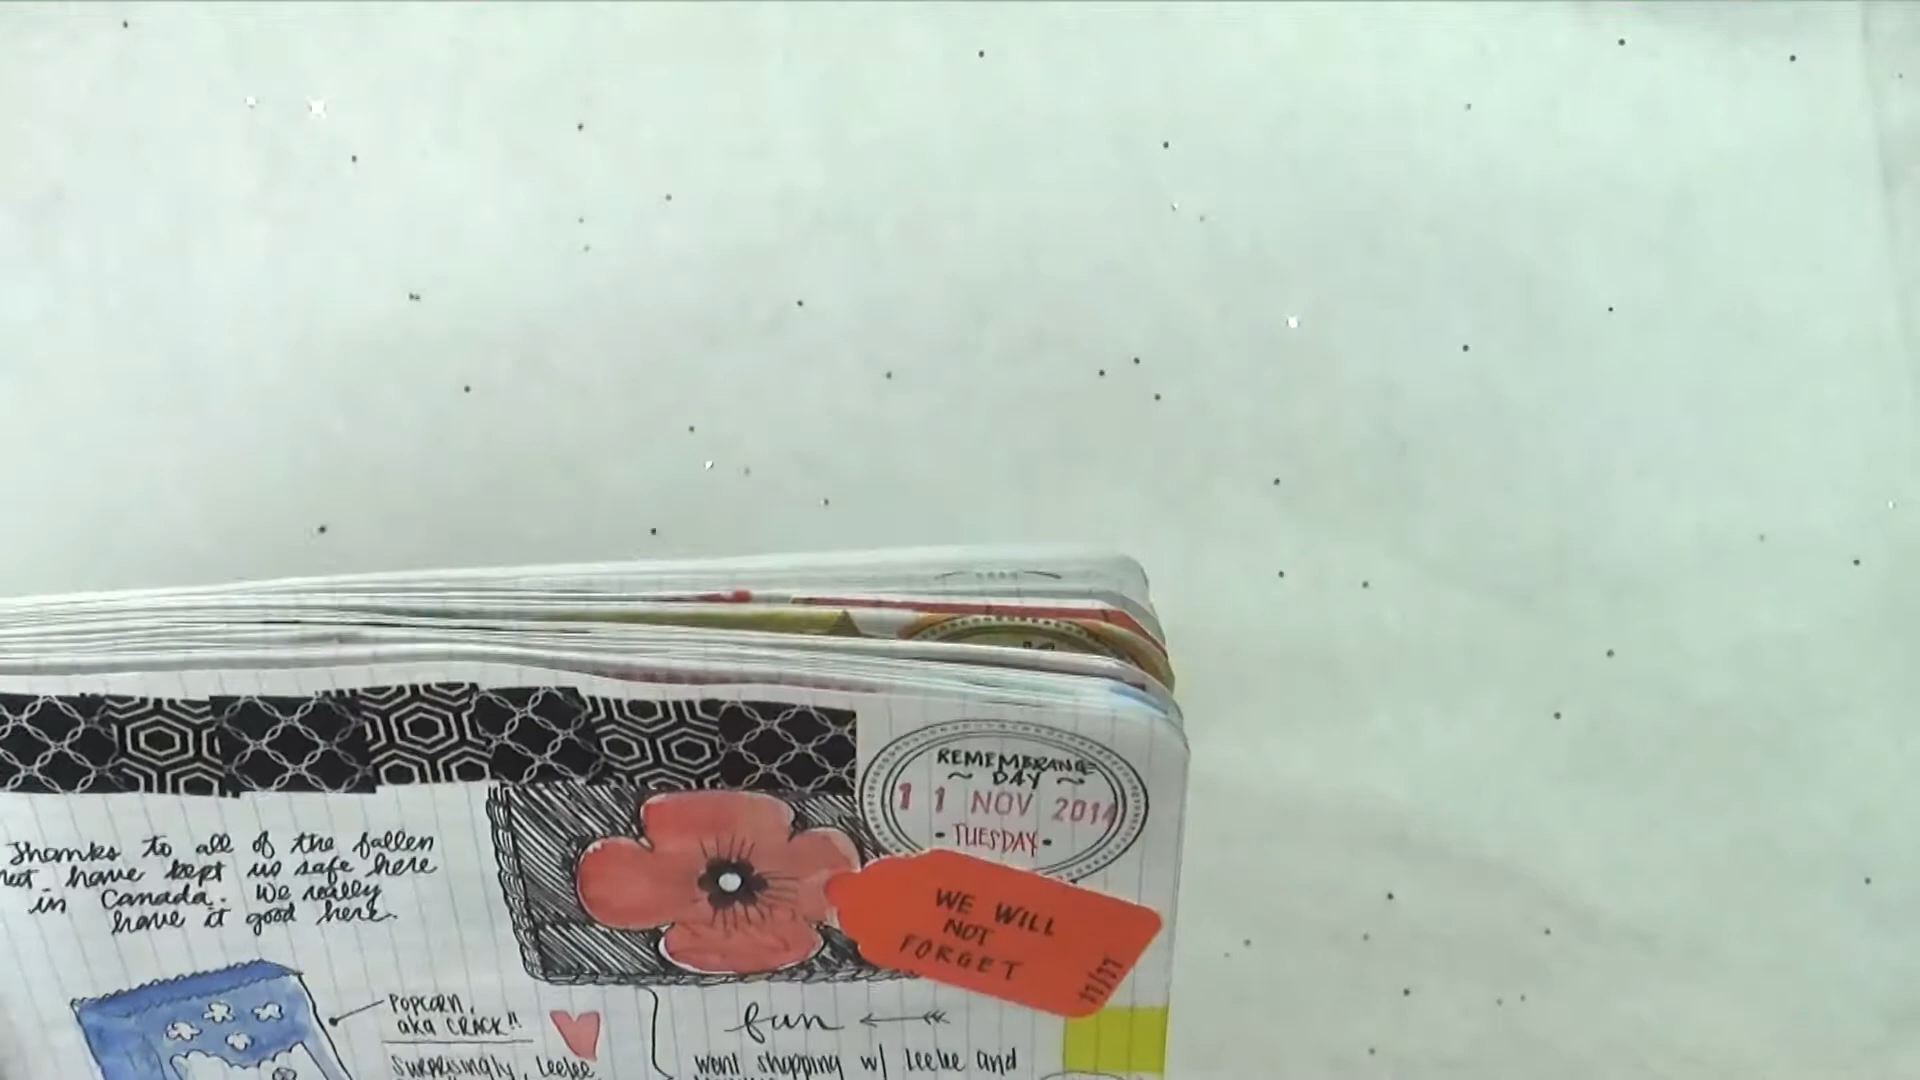 REMEMBRANCE
~ DAY ~
11 NOV 2014
- TUESDAY -
Thanks to all of the fallen
have kept us safe here
in Canada. We really
have it good here.
WE WILL
NOT
FORGET
11/11
POPCORN,
aka CRACK!!
Surprisingly, Leelee
fun
went shopping w/ Leelee and